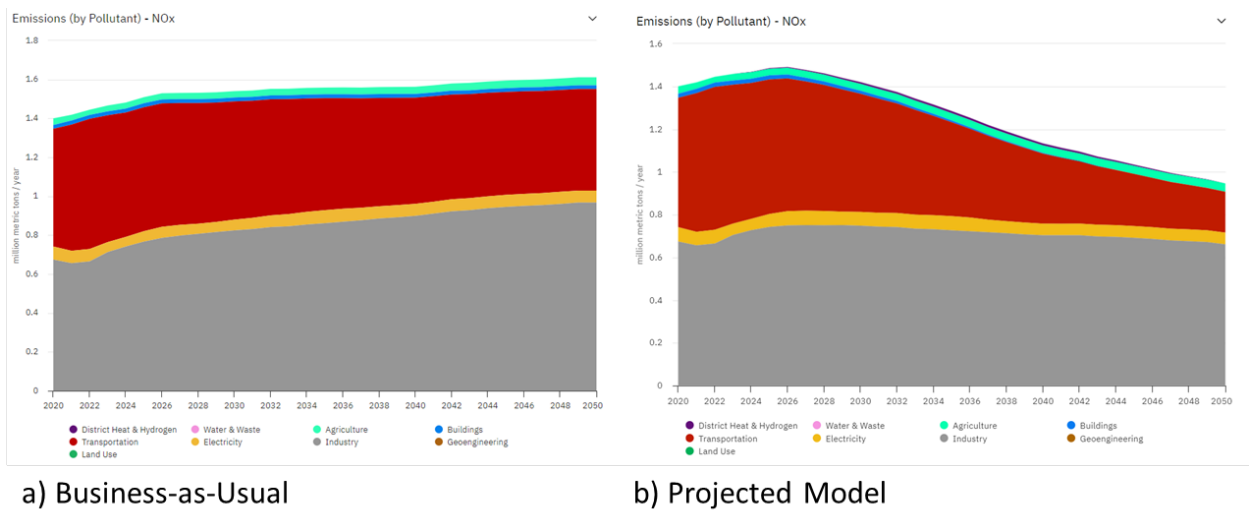 Emissions (by Pollutant) - NOx
1.8
1.6
1.4
1.2
1
0.8
0.6
0.4
0.2
0
million metric tons / year
2020 2022 2024 2026 2028 2030 2032 2034 2036 2038 2040 2042 2044 2046 2048 2050
District Heat & Hydrogen Water & Waste Agriculture Buildings
Transportation Electricity Industry Geoengineering
Land Use
a) Business-as-Usual
Emissions (by Pollutant) - NOx
1.6
1.4
1.2
1
0.8
0.6
0.4
0.2
0
million metric tons / year
2020 2022 2024 2026 2028 2030 2032 2034 2036 2038 2040 2042 2044 2046 2048 2050
District Heat & Hydrogen Water & Waste Agriculture Buildings
Transportation Electricity Industry Geoengineering
Land Use
b) Projected Model